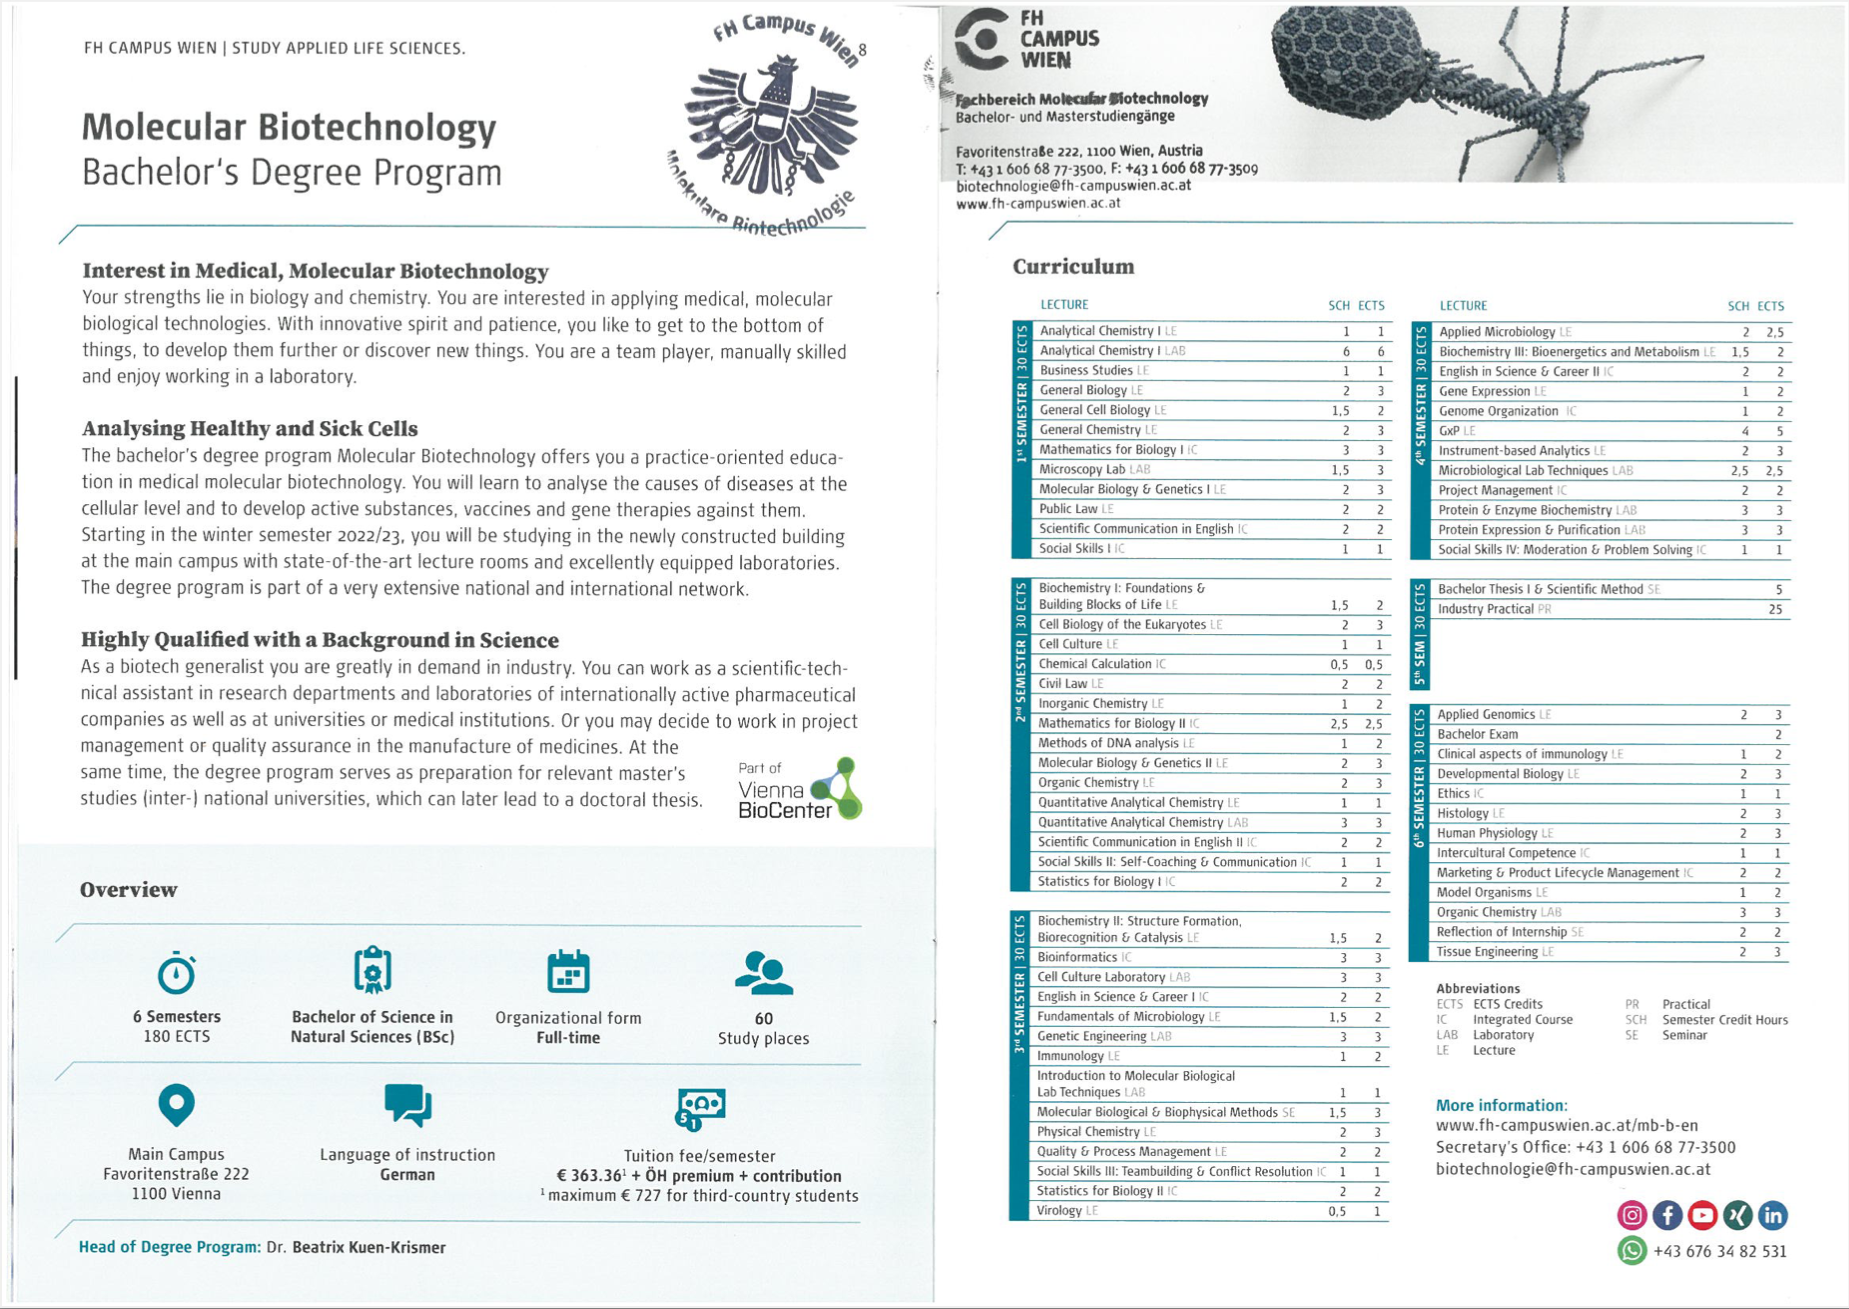 FH CAMPUS WIEN | STUDY APPLIED LIFE SCIENCES.
8
FH Campus Wien
Molekulare Biotechnologie
Molecular Biotechnology
Bachelor's Degree Program
Interest in Medical, Molecular Biotechnology
Your strengths lie in biology and chemistry. You are interested in applying medical, molecular
biological technologies. With innovative spirit and patience, you like to get to the bottom of
things, to develop them further or discover new things. You are a team player, manually skilled
and enjoy working in a laboratory.
Analysing Healthy and Sick Cells
The bachelor's degree program Molecular Biotechnology offers you a practice-oriented educa-
tion in medical molecular biotechnology. You will learn to analyse the causes of diseases at the
cellular level and to develop active substances, vaccines and gene therapies against them.
Starting in the winter semester 2022/23, you will be studying in the newly constructed building
at the main campus with state-of-the-art lecture rooms and excellently equipped laboratories.
The degree program is part of a very extensive national and international network.
Highly Qualified with a Background in Science
As a biotech generalist you are greatly in demand in industry. You can work as a scientific-tech-
nical assistant in research departments and laboratories of internationally active pharmaceutical
companies as well as at universities or medical institutions. Or you may decide to work in project
management or quality assurance in the manufacture of medicines. At the
same time, the degree program serves as preparation for relevant master's
studies (inter-) national universities, which can later lead to a doctoral thesis.
Part of
Vienna
BioCenter
Overview
6 Semesters
180 ECTS
Bachelor of Science in
Natural Sciences (BSc)
Organizational form
Full-time
60
Study places
Main Campus
Favoritenstraße 222
1100 Vienna
Language of instruction
German
Tuition fee/semester
€ 363.36¹ + ÖH premium + contribution
¹ maximum € 727 for third-country students
Head of Degree Program: Dr. Beatrix Kuen-Krismer
FH
CAMPUS
WIEN
Fachbereich Molecular Biotechnology
Bachelor- und Masterstudiengänge
Favoritenstraße 222, 1100 Wien, Austria
T: +43 1 606 68 77-3500, F: +43 1 606 68 77-3509
biotechnologie@fh-campuswien.ac.at
www.fh-campuswien.ac.at
Curriculum
LECTURE SCH ECTS
1st SEMESTER | 30 ECTS
Analytical Chemistry I LE 1 1
Analytical Chemistry I LAB 6 6
Business Studies LE 1 1
General Biology LE 2 3
General Cell Biology LE 1,5 2
General Chemistry LE 2 3
Mathematics for Biology I IC 3 3
Microscopy Lab LAB 1,5 3
Molecular Biology & Genetics I LE 2 3
Public Law LE 2 2
Scientific Communication in English IC 2 2
Social Skills I IC 1 1
2nd SEMESTER | 30 ECTS
Biochemistry I: Foundations &
Building Blocks of Life LE 1,5 2
Cell Biology of the Eukaryotes LE 2 3
Cell Culture LE 1 1
Chemical Calculation IC 0,5 0,5
Civil Law LE 2 2
Inorganic Chemistry LE 1 2
Mathematics for Biology II IC 2,5 2,5
Methods of DNA analysis LE 1 2
Molecular Biology & Genetics II LE 2 3
Organic Chemistry LE 2 3
Quantitative Analytical Chemistry LE 1 1
Quantitative Analytical Chemistry LAB 3 3
Scientific Communication in English II IC 2 2
Social Skills II: Self-Coaching & Communication IC 1 1
Statistics for Biology I IC 2 2
3rd SEMESTER | 30 ECTS
Biochemistry II: Structure Formation,
Biorecognition & Catalysis LE 1,5 2
Bioinformatics IC 3 3
Cell Culture Laboratory LAB 3 3
English in Science & Career I IC 2 2
Fundamentals of Microbiology LE 1,5 2
Genetic Engineering LAB 3 3
Immunology LE 1 2
Introduction to Molecular Biological
Lab Techniques LAB 1 1
Molecular Biological & Biophysical Methods SE 1,5 3
Physical Chemistry LE 2 3
Quality & Process Management LE 2 2
Social Skills III: Teambuilding & Conflict Resolution IC 1 1
Statistics for Biology II IC 2 2
Virology LE 0,5 1
LECTURE SCH ECTS
4th SEMESTER | 30 ECTS
Applied Microbiology LE 2 2,5
Biochemistry III: Bioenergetics and Metabolism LE 1,5 2
English in Science & Career II IC 2 2
Gene Expression LE 1 2
Genome Organization IC 1 2
GxP LE 4 5
Instrument-based Analytics LE 2 3
Microbiological Lab Techniques LAB 2,5 2,5
Project Management IC 2 2
Protein & Enzyme Biochemistry LAB 3 3
Protein Expression & Purification LAB 3 3
Social Skills IV: Moderation & Problem Solving IC 1 1
5th SEM | 30 ECTS
Bachelor Thesis I & Scientific Method SE 5
Industry Practical PR 25
6th SEMESTER | 30 ECTS
Applied Genomics LE 2 3
Bachelor Exam 2
Clinical aspects of immunology LE 1 2
Developmental Biology LE 2 3
Ethics IC 1 1
Histology LE 2 3
Human Physiology LE 2 3
Intercultural Competence IC 1 1
Marketing & Product Lifecycle Management IC 2 2
Model Organisms LE 1 2
Organic Chemistry LAB 3 3
Reflection of Internship SE 2 2
Tissue Engineering LE 2 3
Abbreviations
ECTS ECTS Credits
IC Integrated Course
LAB Laboratory
LE Lecture
PR Practical
SCH Semester Credit Hours
SE Seminar
More information:
www.fh-campuswien.ac.at/mb-b-en
Secretary's Office: +43 1 606 68 77-3500
biotechnologie@fh-campuswien.ac.at
+43 676 34 82 531